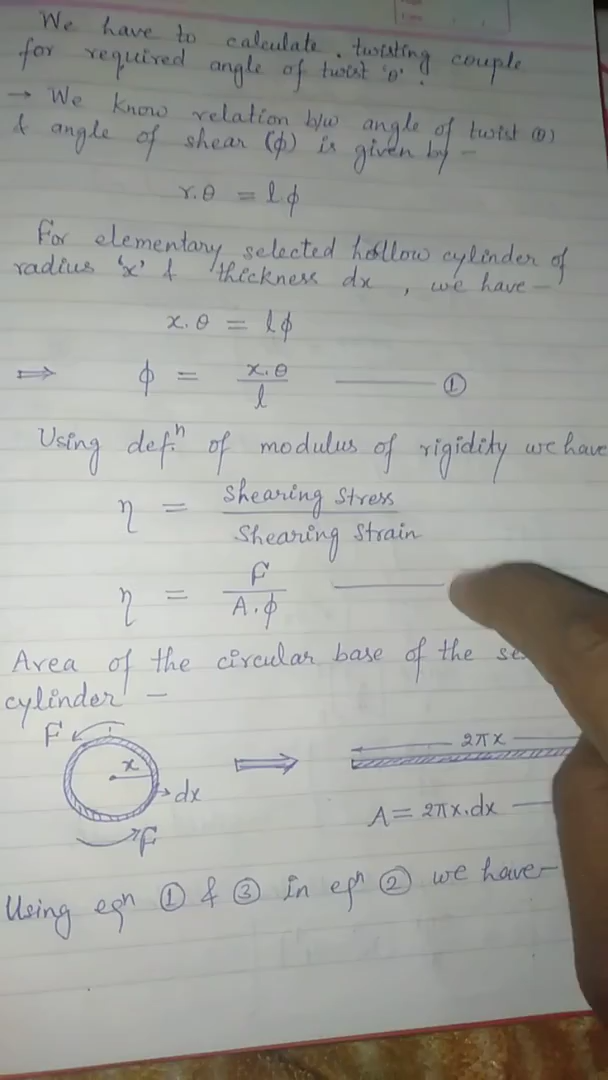 We have to calculate. twisting couple
for required angle of twist 'θ'.
→ We know relation b/w angle of twist (θ)
& angle of shear (ϕ) is given by –
r.θ = lϕ
For elementary selected hollow cylinder of
radius 'x' & thickness dx, we have –
x.θ = lϕ
⇒ ϕ = x.θ / l ——— ①
Using defⁿ of modulus of rigidity we have
η = Shearing Stress / Shearing Strain
η = F / A.ϕ ———
Area of the circular base of the
cylinder –
F
x
dx
F
⇒
2πx
A = 2πx.dx —
Using eqⁿ ① & ③ in eqⁿ ② we have –